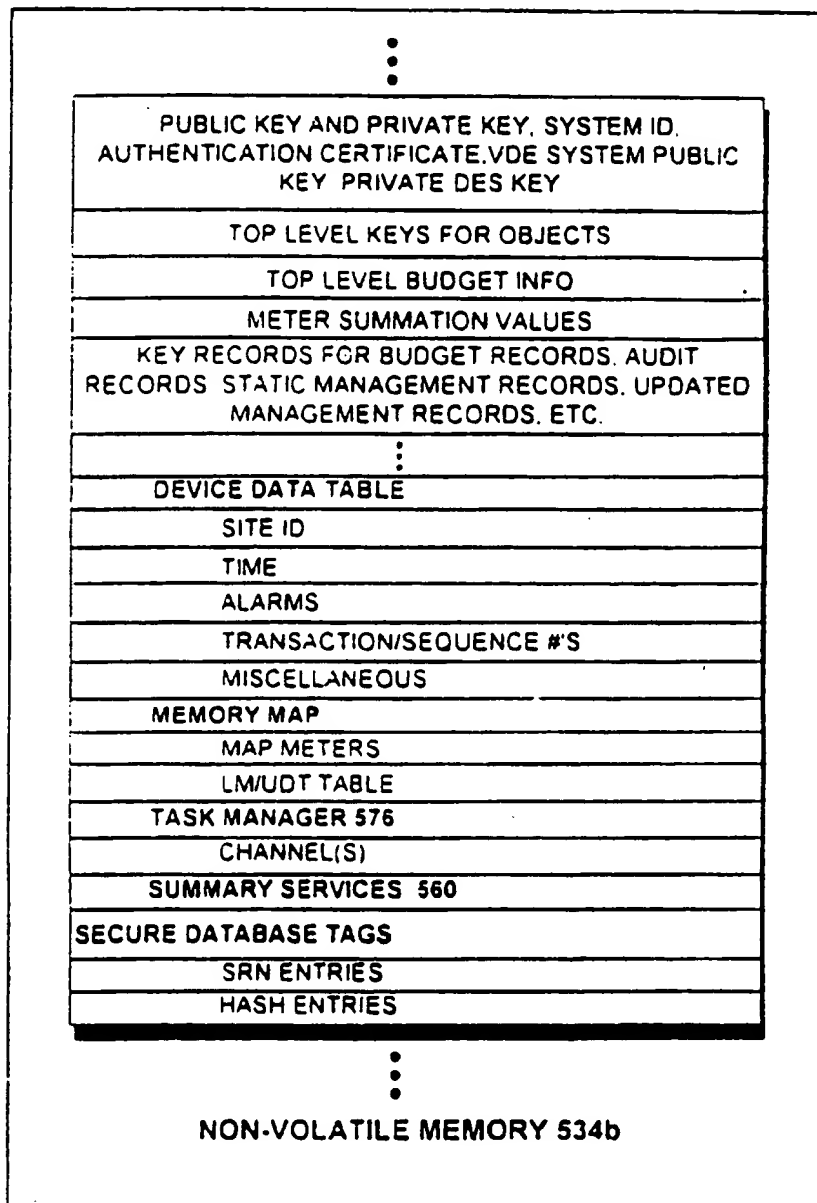 PUBLIC KEY AND PRIVATE KEY, SYSTEM ID,
AUTHENTICATION CERTIFICATE.VDE SYSTEM PUBLIC
KEY PRIVATE DES KEY
TOP LEVEL KEYS FOR OBJECTS
TOP LEVEL BUDGET INFO
METER SUMMATION VALUES
KEY RECORDS FOR BUDGET RECORDS, AUDIT
RECORDS STATIC MANAGEMENT RECORDS, UPDATED
MANAGEMENT RECORDS, ETC.
DEVICE DATA TABLE
SITE ID
TIME
ALARMS
TRANSACTION/SEQUENCE #'S
MISCELLANEOUS
MEMORY MAP
MAP METERS
LM/UDT TABLE
TASK MANAGER 576
CHANNEL(S)
SUMMARY SERVICES 560
SECURE DATABASE TAGS
SRN ENTRIES
HASH ENTRIES
NON-VOLATILE MEMORY 534b